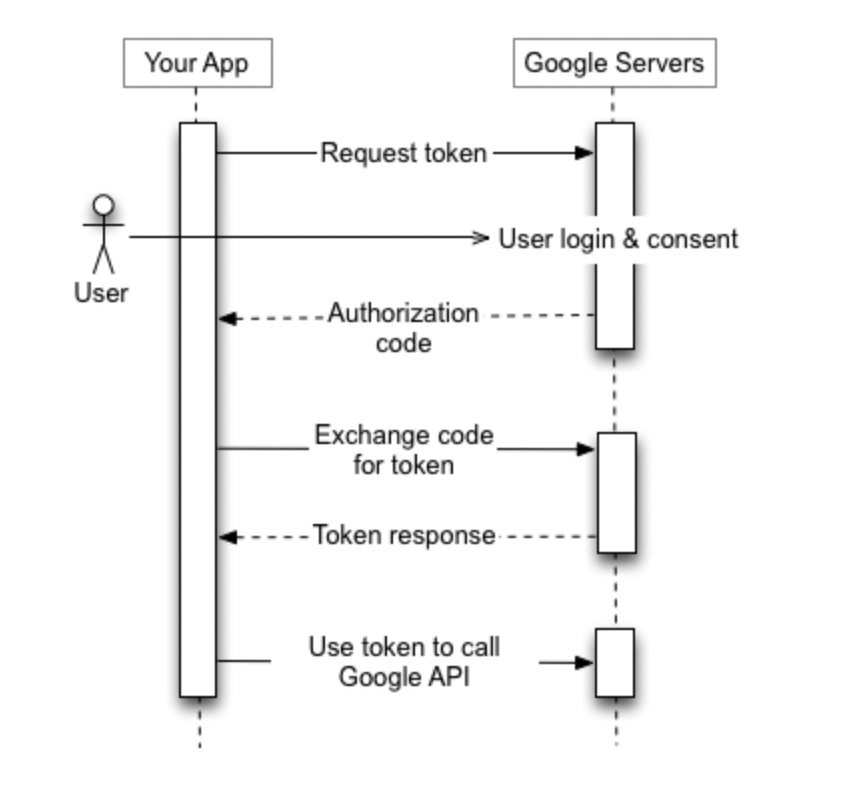 Your App
Google Servers
Request token
User login & consent
User
Authorization
code
Exchange code
for token
Token response
Use token to call
Google API